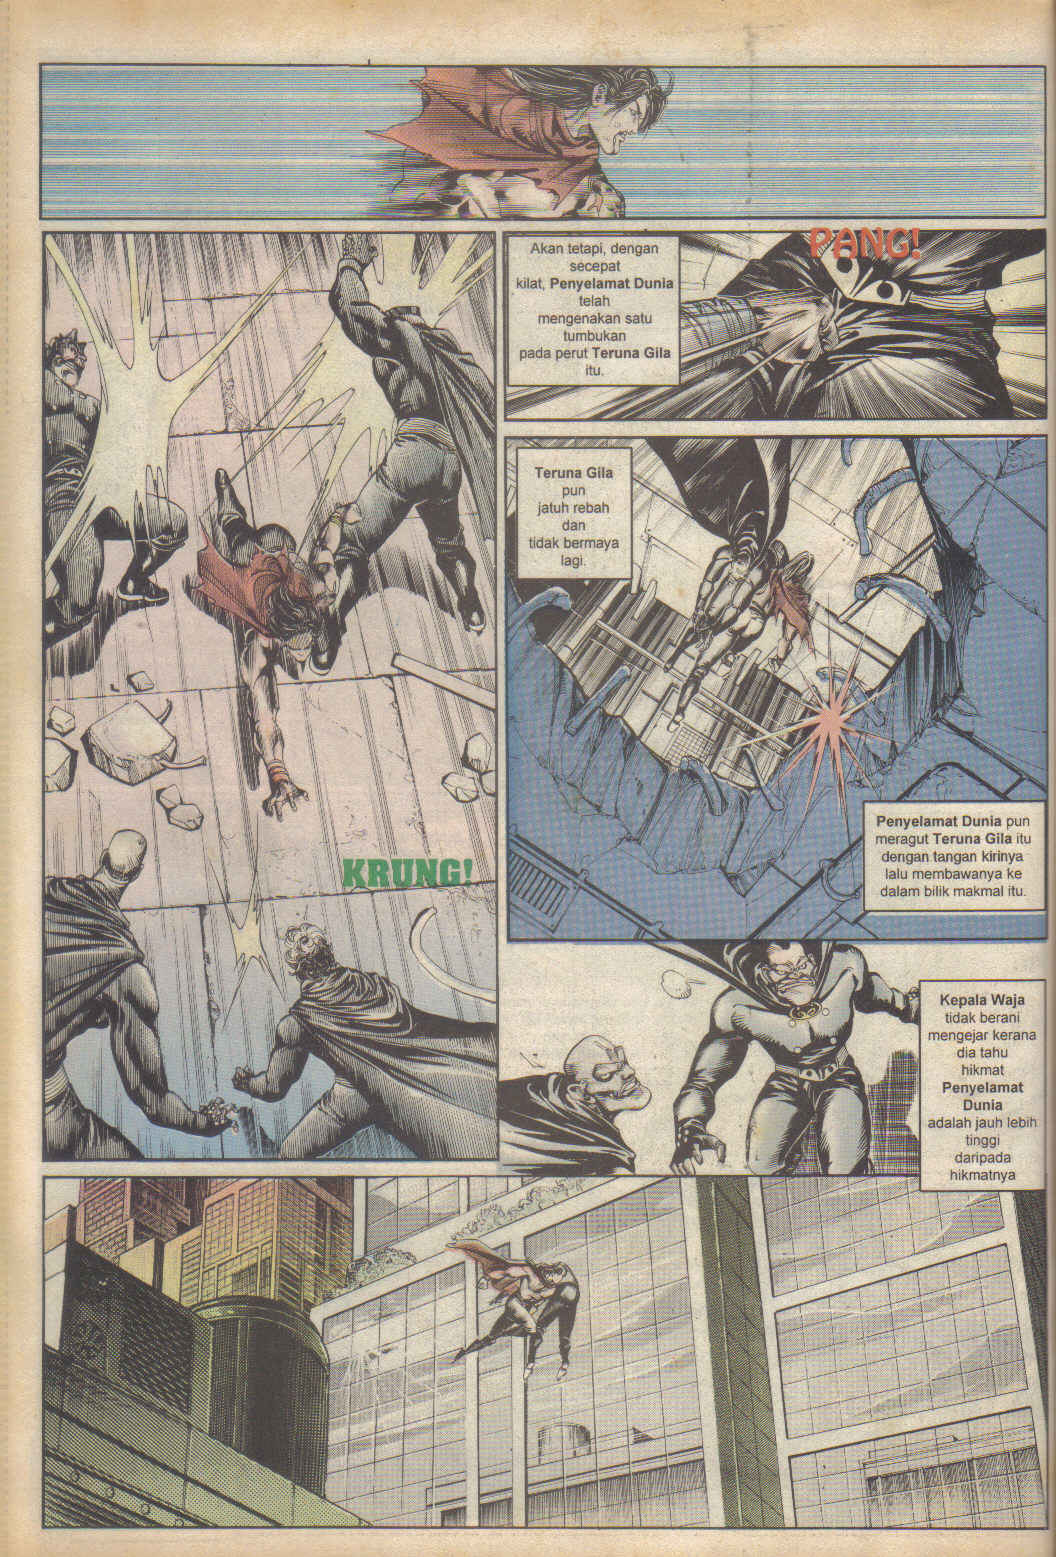 PANG!
Akan tetapi, dengan
secepat
kilat, Penyelamat Dunia
telah
mengenakan satu
tumbukan
pada perut Teruna Gila
itu.
KRUNG!
Teruna Gila
pun
jatuh rebah
dan
tidak bermaya
lagi.
Penyelamat Dunia pun
meragut Teruna Gila itu
dengan tangan kirinya
lalu membawanya ke
dalam bilik makmal itu.
Kepala Waja
tidak berani
mengejar kerana
dia tahu
hikmat
Penyelamat
Dunia
adalah jauh lebih
tinggi
daripada
hikmatnya